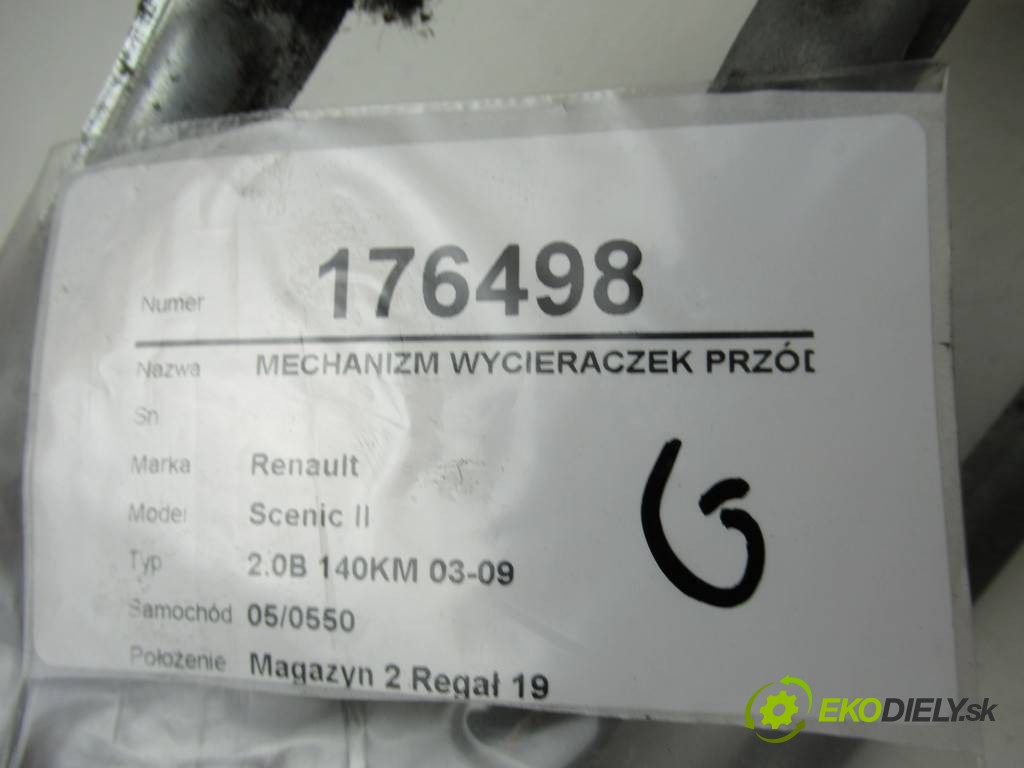 Numer 176498
Nazwa MECHANIZM WYCIERACZEK PRZÓD
Sn
Marka Renault
Model Scenic II
Typ 2.0B 140KM 03-09
Samochód 05/0550
Położenie Magazyn 2 Regał 19
G
EKODIELY.sk